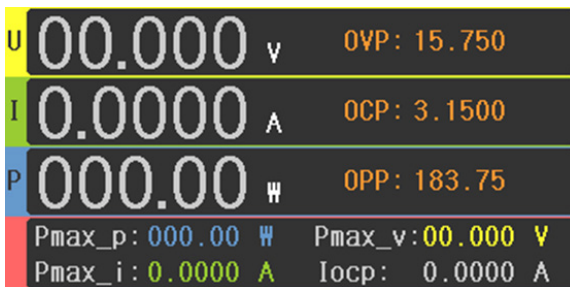 U 00.000 V OVP: 15.750
I 0.0000 A OCP: 3.1500
P 000.00 W OPP: 183.75
Pmax_p: 000.00 W Pmax_v: 00.000 V
Pmax_i: 0.0000 A Iocp: 0.0000 A